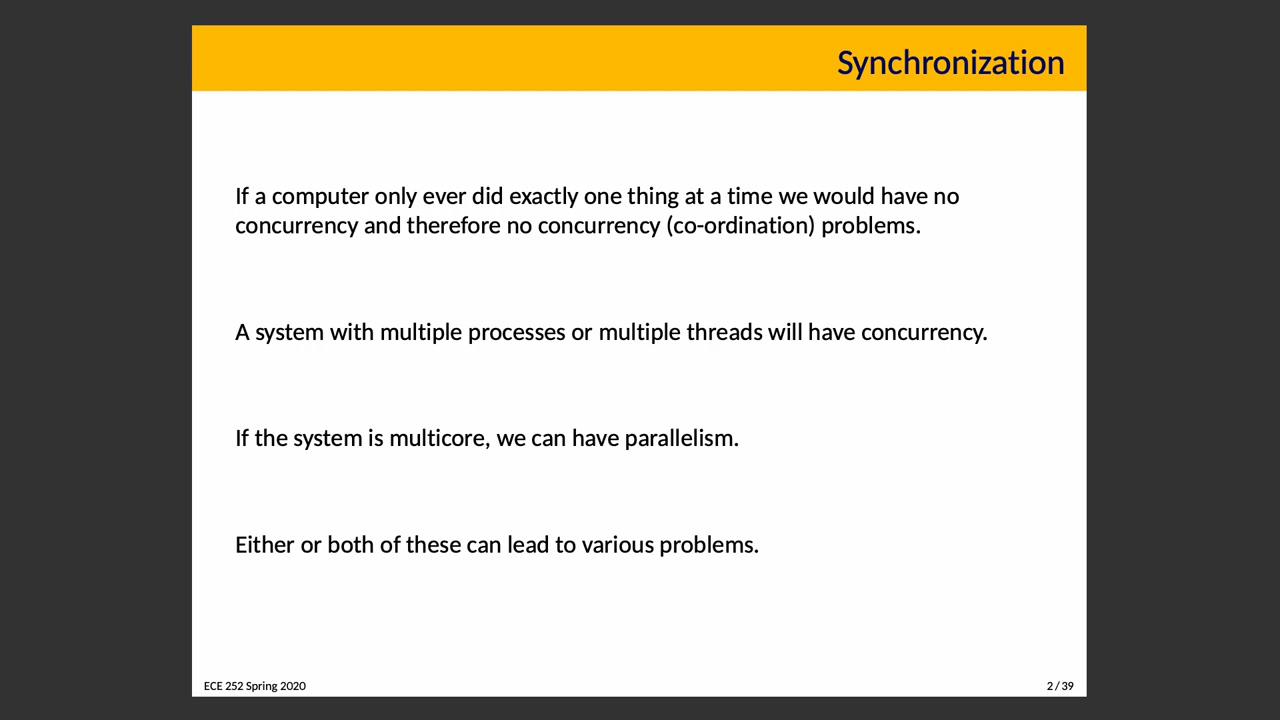 Synchronization
If a computer only ever did exactly one thing at a time we would have no
concurrency and therefore no concurrency (co-ordination) problems.
A system with multiple processes or multiple threads will have concurrency.
If the system is multicore, we can have parallelism.
Either or both of these can lead to various problems.
ECE 252 Spring 2020
2 / 39